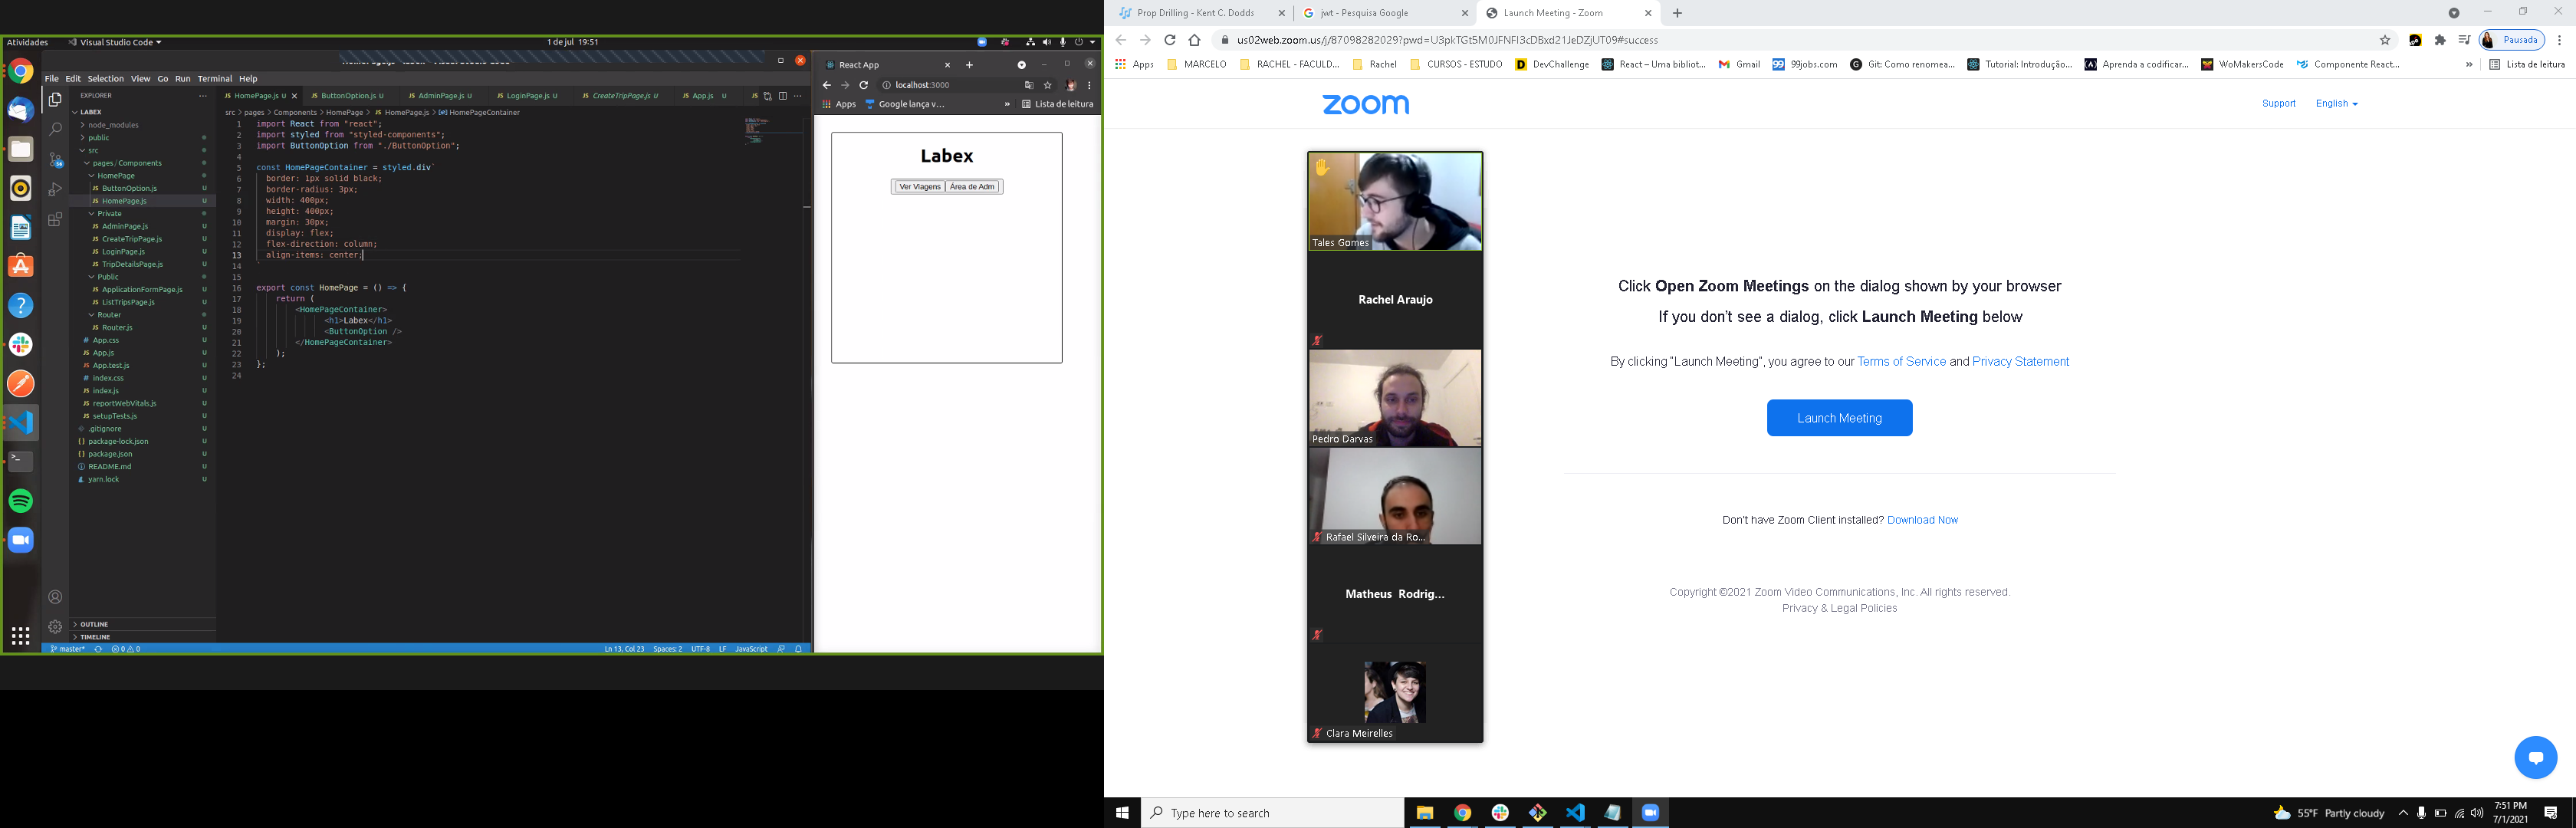 Atividades
Visual Studio Code
1 de jul 19:51
File Edit Selection View Go Run Terminal Help
EXPLORER
HomePage.js U
ButtonOption.js U
AdminPage.js U
LoginPage.js U
CreateTripPage.js U
App.js U
LABEX
src > pages > Components > HomePage > JS HomePage.js > HomePageContainer
node_modules
public
src
pages / Components
HomePage
ButtonOption.js U
HomePage.js U
Private
AdminPage.js U
CreateTripPage.js U
LoginPage.js U
TripDetailsPage.js U
Public
ApplicationFormPage.js U
ListTripsPage.js U
Router
Router.js U
App.css U
App.js U
App.test.js U
index.css U
index.js U
reportWebVitals.js U
setupTests.js U
.gitignore U
package-lock.json U
package.json U
README.md U
yarn.lock U
OUTLINE
TIMELINE
1 import React from "react";
2 import styled from "styled-components";
3 import ButtonOption from "./ButtonOption";
4
5 const HomePageContainer = styled.div`
6 border: 1px solid black;
7 border-radius: 3px;
8 width: 400px;
9 height: 400px;
10 margin: 30px;
11 display: flex;
12 flex-direction: column;
13 align-items: center;
14 `
15
16 export const HomePage = () => {
17 return (
18 <HomePageContainer>
19 <h1>Labex</h1>
20 <ButtonOption />
21 </HomePageContainer>
22 );
23 };
24
master* 0 0
Ln 13, Col 23 Spaces: 2 UTF-8 LF JavaScript
React App
localhost:3000
Apps Google lança v... » Lista de leitura
Labex
Ver Viagens Área de Adm
Prop Drilling - Kent C. Dodds
jwt - Pesquisa Google
Launch Meeting - Zoom
us02web.zoom.us/j/87098282029?pwd=U3pkTGt5M0JFNFI3cDBxd21JeDZjUT09#success
Pausada
Apps MARCELO RACHEL - FACULD... Rachel CURSOS - ESTUDO DevChallenge React – Uma bibliot... Gmail 99jobs.com Git: Como renomea... Tutorial: Introdução... Aprenda a codificar... WoMakersCode Componente React... » Lista de leitura
zoom
Support English
Tales Gomes
Rachel Araujo
Pedro Darvas
Rafael Silveira da Ro...
Matheus Rodrig...
Clara Meirelles
Click Open Zoom Meetings on the dialog shown by your browser
If you don't see a dialog, click Launch Meeting below
By clicking "Launch Meeting", you agree to our Terms of Service and Privacy Statement
Launch Meeting
Don't have Zoom Client installed? Download Now
Copyright ©2021 Zoom Video Communications, Inc. All rights reserved.
Privacy & Legal Policies
Type here to search
55°F Partly cloudy
7:51 PM
7/1/2021